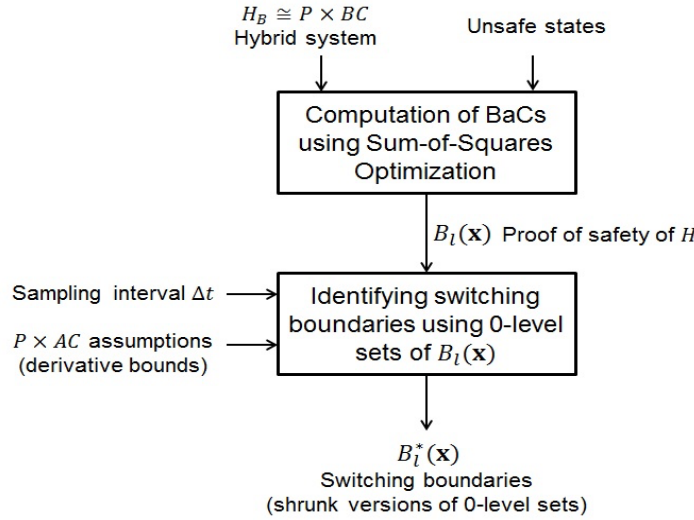 H_B ≅ P × BC
Hybrid system
Unsafe states
Computation of BaCs
using Sum-of-Squares
Optimization
B_l(x) Proof of safety of H
Sampling interval Δt
P × AC assumptions
(derivative bounds)
Identifying switching
boundaries using 0-level
sets of B_l(x)
B_l^*(x)
Switching boundaries
(shrunk versions of 0-level sets)